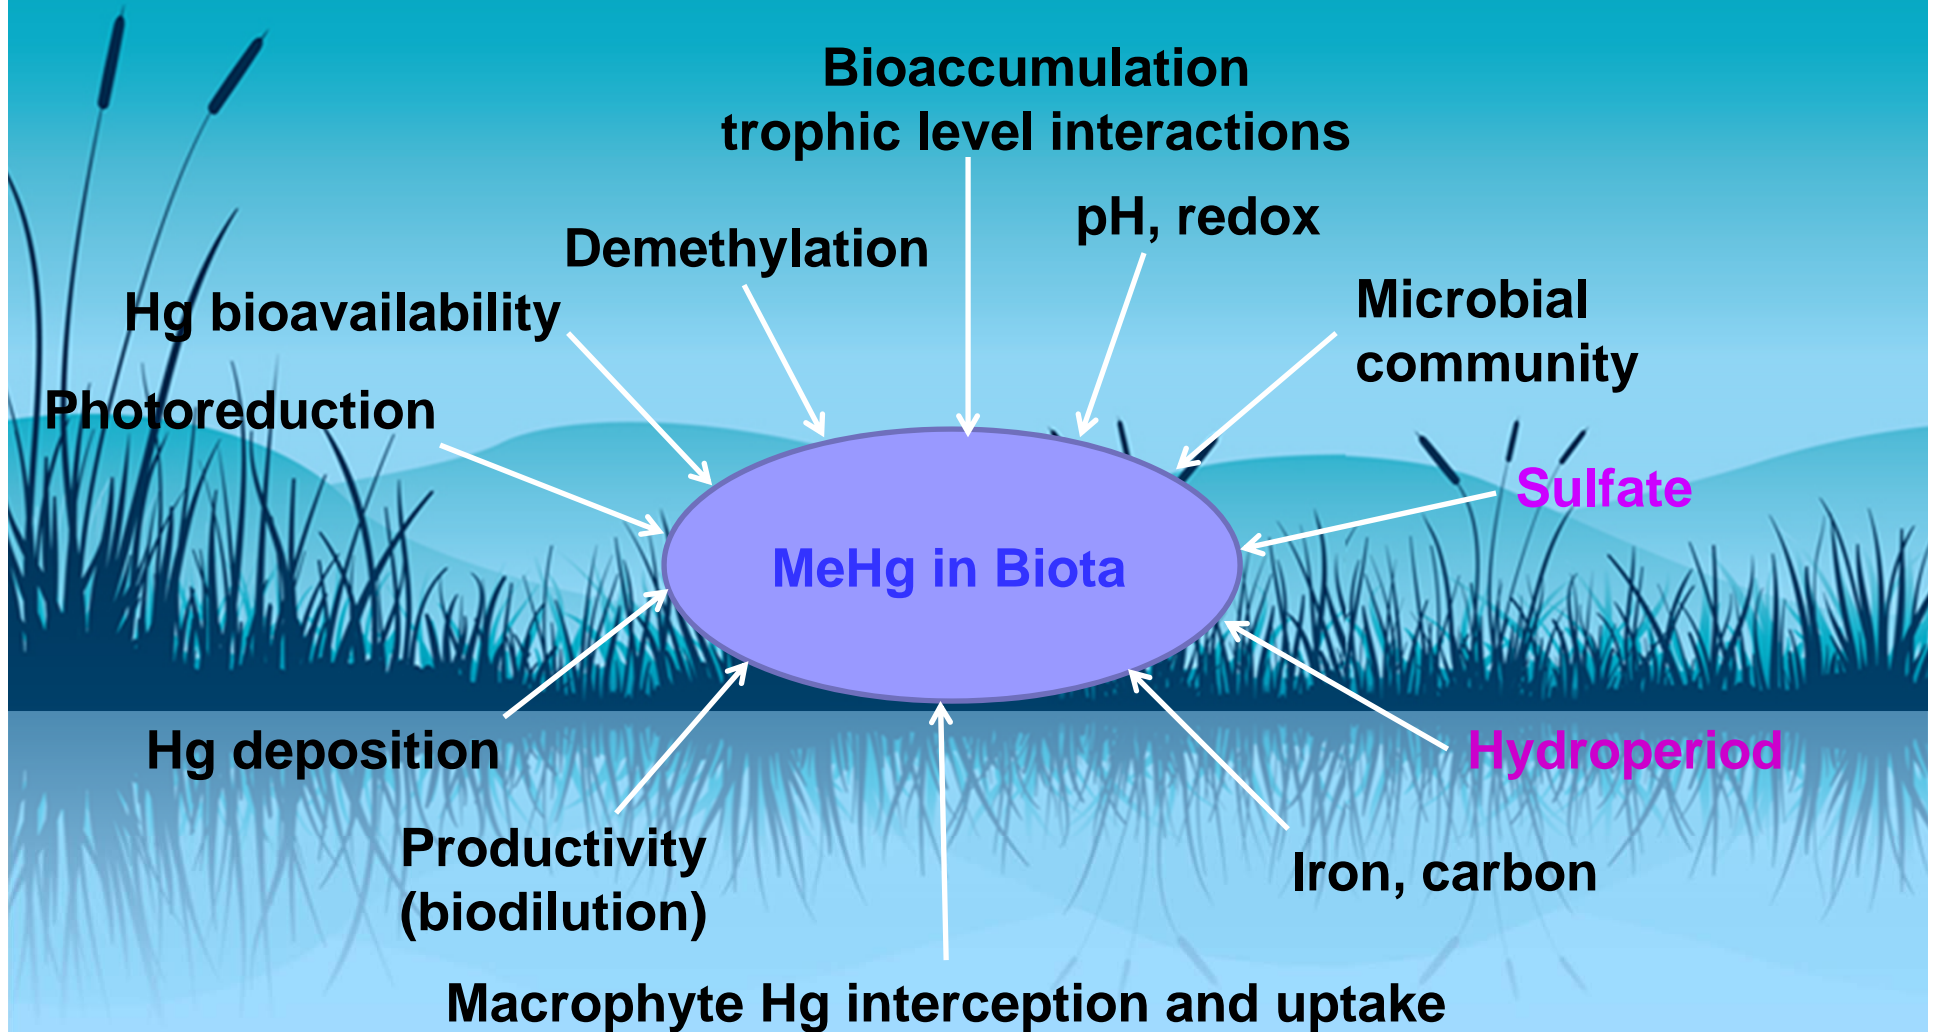 Bioaccumulation
trophic level interactions
pH, redox
Demethylation
Microbial
community
Hg bioavailability
Photoreduction
Sulfate
MeHg in Biota
Hg deposition
Hydroperiod
Productivity
(biodilution)
Iron, carbon
Macrophyte Hg interception and uptake